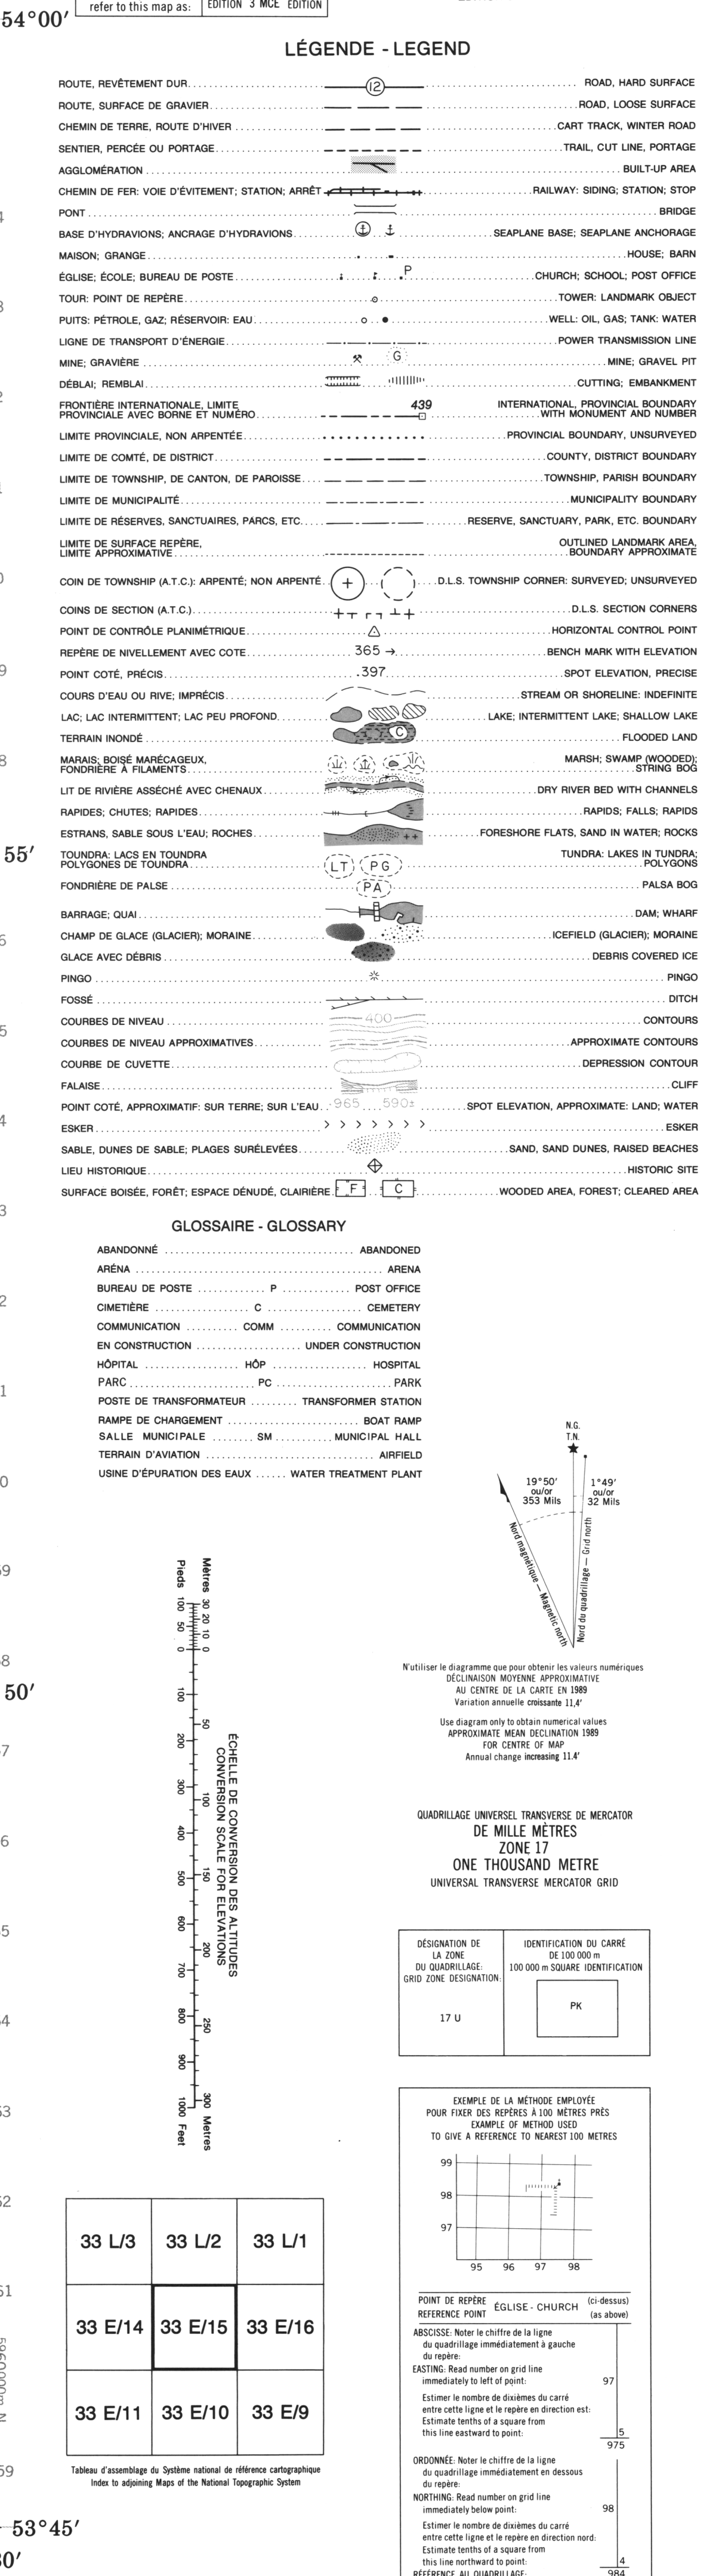 54°00′
refer to this map as:
EDITION 3 MCE EDITION
LÉGENDE - LEGEND
ROUTE, REVÊTEMENT DUR 12 ROAD, HARD SURFACE
ROUTE, SURFACE DE GRAVIER ROAD, LOOSE SURFACE
CHEMIN DE TERRE, ROUTE D'HIVER CART TRACK, WINTER ROAD
SENTIER, PERCÉE OU PORTAGE TRAIL, CUT LINE, PORTAGE
AGGLOMÉRATION BUILT-UP AREA
CHEMIN DE FER: VOIE D'ÉVITEMENT; STATION; ARRÊT RAILWAY: SIDING; STATION; STOP
PONT BRIDGE
BASE D'HYDRAVIONS; ANCRAGE D'HYDRAVIONS SEAPLANE BASE; SEAPLANE ANCHORAGE
MAISON; GRANGE HOUSE; BARN
ÉGLISE; ÉCOLE; BUREAU DE POSTE P CHURCH; SCHOOL; POST OFFICE
TOUR: POINT DE REPÈRE TOWER: LANDMARK OBJECT
PUITS: PÉTROLE, GAZ; RÉSERVOIR: EAU WELL: OIL, GAS; TANK: WATER
LIGNE DE TRANSPORT D'ÉNERGIE POWER TRANSMISSION LINE
MINE; GRAVIÈRE G MINE; GRAVEL PIT
DÉBLAI; REMBLAI CUTTING; EMBANKMENT
FRONTIÈRE INTERNATIONALE, LIMITE 439 INTERNATIONAL, PROVINCIAL BOUNDARY
PROVINCIALE AVEC BORNE ET NUMÉRO WITH MONUMENT AND NUMBER
LIMITE PROVINCIALE, NON ARPENTÉE PROVINCIAL BOUNDARY, UNSURVEYED
LIMITE DE COMTÉ, DE DISTRICT COUNTY, DISTRICT BOUNDARY
LIMITE DE TOWNSHIP, DE CANTON, DE PAROISSE TOWNSHIP, PARISH BOUNDARY
LIMITE DE MUNICIPALITÉ MUNICIPALITY BOUNDARY
LIMITE DE RÉSERVES, SANCTUAIRES, PARCS, ETC. RESERVE, SANCTUARY, PARK, ETC. BOUNDARY
LIMITE DE SURFACE REPÈRE, OUTLINED LANDMARK AREA,
LIMITE APPROXIMATIVE BOUNDARY APPROXIMATE
COIN DE TOWNSHIP (A.T.C.): ARPENTÉ; NON ARPENTÉ D.L.S. TOWNSHIP CORNER: SURVEYED; UNSURVEYED
COINS DE SECTION (A.T.C.) D.L.S. SECTION CORNERS
POINT DE CONTRÔLE PLANIMÉTRIQUE HORIZONTAL CONTROL POINT
REPÈRE DE NIVELLEMENT AVEC COTE 365 → BENCH MARK WITH ELEVATION
POINT COTÉ, PRÉCIS .397 SPOT ELEVATION, PRECISE
COURS D'EAU OU RIVE; IMPRÉCIS STREAM OR SHORELINE: INDEFINITE
LAC; LAC INTERMITTENT; LAC PEU PROFOND LAKE; INTERMITTENT LAKE; SHALLOW LAKE
TERRAIN INONDÉ C FLOODED LAND
MARAIS; BOISÉ MARÉCAGEUX, MARSH; SWAMP (WOODED);
FONDRIÈRE À FILAMENTS STRING BOG
LIT DE RIVIÈRE ASSÉCHÉ AVEC CHENAUX DRY RIVER BED WITH CHANNELS
RAPIDES; CHUTES; RAPIDES RAPIDS; FALLS; RAPIDS
ESTRANS, SABLE SOUS L'EAU; ROCHES FORESHORE FLATS, SAND IN WATER; ROCKS
55′
TOUNDRA: LACS EN TOUNDRA TUNDRA: LAKES IN TUNDRA;
POLYGONES DE TOUNDRA LT PG POLYGONS
FONDRIÈRE DE PALSE PA PALSA BOG
BARRAGE; QUAI DAM; WHARF
CHAMP DE GLACE (GLACIER); MORAINE ICEFIELD (GLACIER); MORAINE
GLACE AVEC DÉBRIS DEBRIS COVERED ICE
PINGO PINGO
FOSSÉ DITCH
COURBES DE NIVEAU 400 CONTOURS
COURBES DE NIVEAU APPROXIMATIVES APPROXIMATE CONTOURS
COURBE DE CUVETTE DEPRESSION CONTOUR
FALAISE CLIFF
POINT COTÉ, APPROXIMATIF: SUR TERRE; SUR L'EAU ·965 590± SPOT ELEVATION, APPROXIMATE: LAND; WATER
ESKER > > > > > > > ESKER
SABLE, DUNES DE SABLE; PLAGES SURÉLEVÉES SAND, SAND DUNES, RAISED BEACHES
LIEU HISTORIQUE HISTORIC SITE
SURFACE BOISÉE, FORÊT; ESPACE DÉNUDÉ, CLAIRIÈRE F C WOODED AREA, FOREST; CLEARED AREA
GLOSSAIRE - GLOSSARY
ABANDONNÉ ABANDONED
ARÉNA ARENA
BUREAU DE POSTE P POST OFFICE
CIMETIÈRE C CEMETERY
COMMUNICATION COMM COMMUNICATION
EN CONSTRUCTION UNDER CONSTRUCTION
HÔPITAL HÔP HOSPITAL
PARC PC PARK
POSTE DE TRANSFORMATEUR TRANSFORMER STATION
RAMPE DE CHARGEMENT BOAT RAMP
SALLE MUNICIPALE SM MUNICIPAL HALL
TERRAIN D'AVIATION AIRFIELD
USINE D'ÉPURATION DES EAUX WATER TREATMENT PLANT
N.G.
T.N.
19°50′ 1°49′
ou/or ou/or
353 Mils 32 Mils
Nord magnétique — Magnetic north
Nord du quadrillage — Grid north
N'utiliser le diagramme que pour obtenir les valeurs numériques
DÉCLINAISON MOYENNE APPROXIMATIVE
AU CENTRE DE LA CARTE EN 1989
Variation annuelle croissante 11,4′
Use diagram only to obtain numerical values
APPROXIMATE MEAN DECLINATION 1989
FOR CENTRE OF MAP
Annual change increasing 11.4′
50′
Mètres 30 20 10 0 50 100 150 200 250 300 Metres
Pieds 100 50 0 100 200 300 400 500 600 700 800 900 1000 Feet
ÉCHELLE DE CONVERSION DES ALTITUDES
CONVERSION SCALE FOR ELEVATIONS
QUADRILLAGE UNIVERSEL TRANSVERSE DE MERCATOR
DE MILLE MÈTRES
ZONE 17
ONE THOUSAND METRE
UNIVERSAL TRANSVERSE MERCATOR GRID
DÉSIGNATION DE
LA ZONE
DU QUADRILLAGE:
GRID ZONE DESIGNATION:
17 U
IDENTIFICATION DU CARRÉ
DE 100 000 m
100 000 m SQUARE IDENTIFICATION
PK
EXEMPLE DE LA MÉTHODE EMPLOYÉE
POUR FIXER DES REPÈRES À 100 MÈTRES PRÈS
EXAMPLE OF METHOD USED
TO GIVE A REFERENCE TO NEAREST 100 METRES
99
98
97
95 96 97 98
POINT DE REPÈRE ÉGLISE - CHURCH (ci-dessus)
REFERENCE POINT (as above)
ABSCISSE: Noter le chiffre de la ligne
du quadrillage immédiatement à gauche
du repère:
EASTING: Read number on grid line
immediately to left of point: 97
Estimer le nombre de dixièmes du carré
entre cette ligne et le repère en direction est:
Estimate tenths of a square from
this line eastward to point: 5
975
ORDONNÉE: Noter le chiffre de la ligne
du quadrillage immédiatement en dessous
du repère:
NORTHING: Read number on grid line
immediately below point: 98
Estimer le nombre de dixièmes du carré
entre cette ligne et le repère en direction nord:
Estimate tenths of a square from
this line northward to point: 4
RÉFÉRENCE AU QUADRILLAGE: 984
33 L/3 33 L/2 33 L/1
33 E/14 33 E/15 33 E/16
33 E/11 33 E/10 33 E/9
Tableau d'assemblage du Système national de référence cartographique
Index to adjoining Maps of the National Topographic System
53°45′